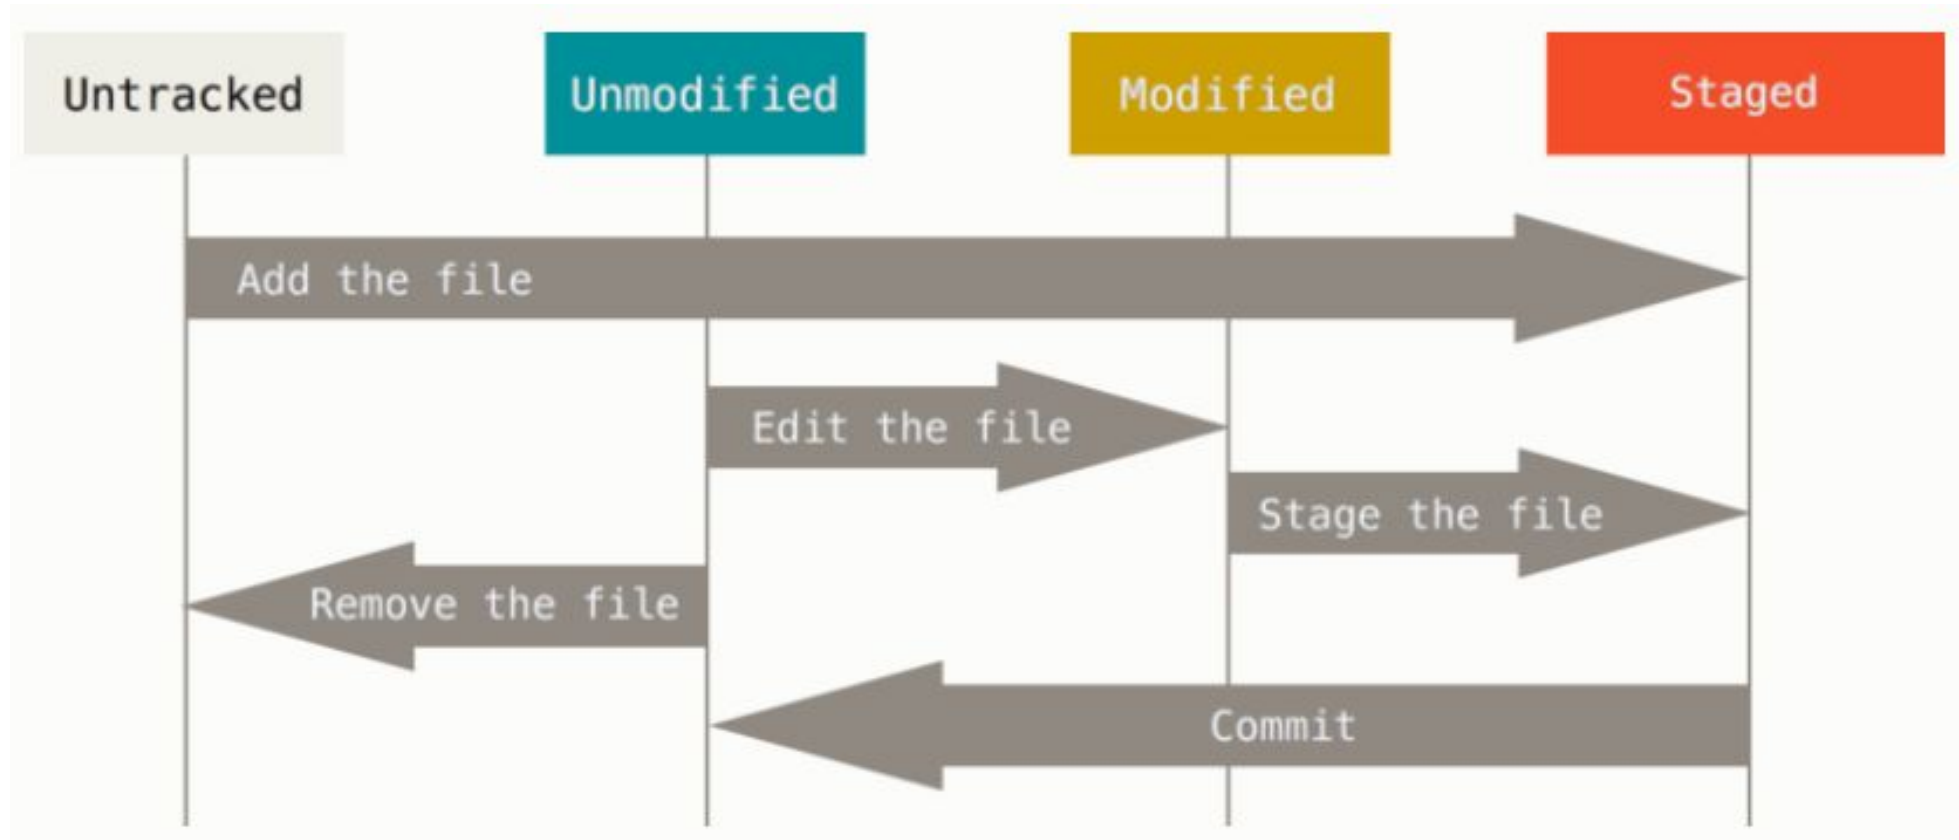 Untracked
Unmodified
Modified
Staged
Add the file
Edit the file
Stage the file
Remove the file
Commit